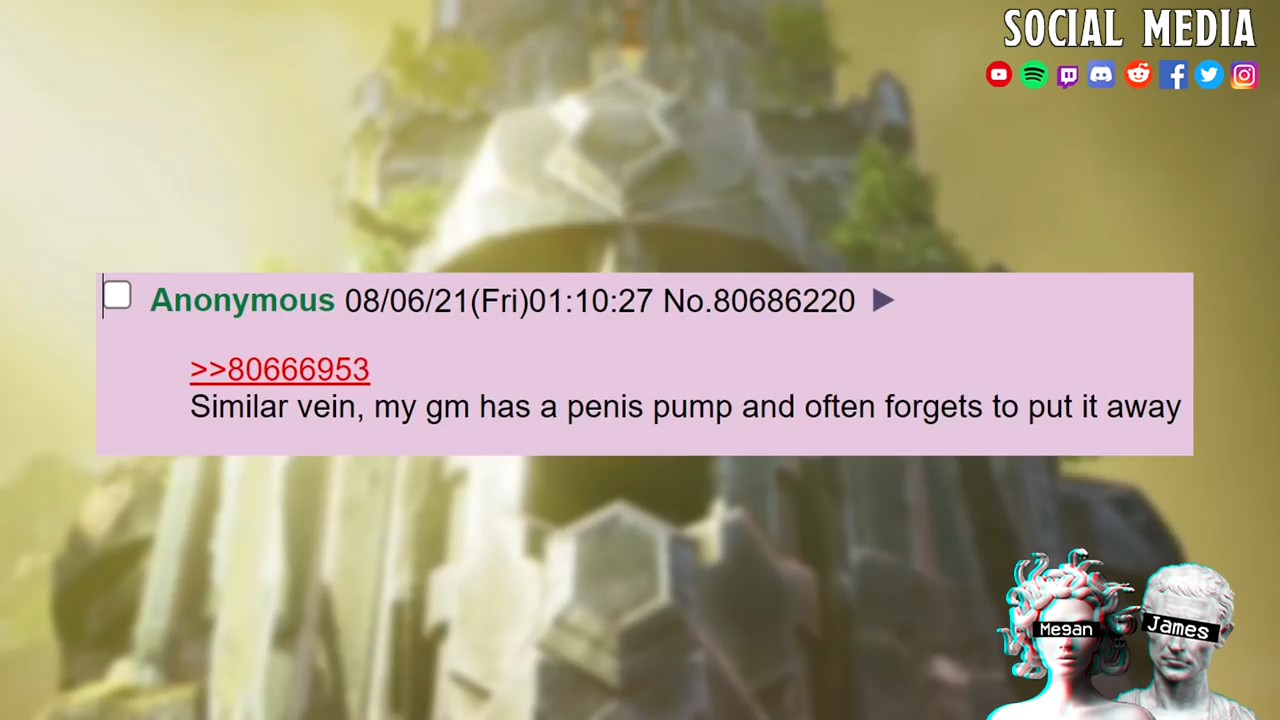 SOCIAL MEDIA
Anonymous 08/06/21(Fri)01:10:27 No.80686220
>>80666953
Similar vein, my gm has a penis pump and often forgets to put it away
Megan
James